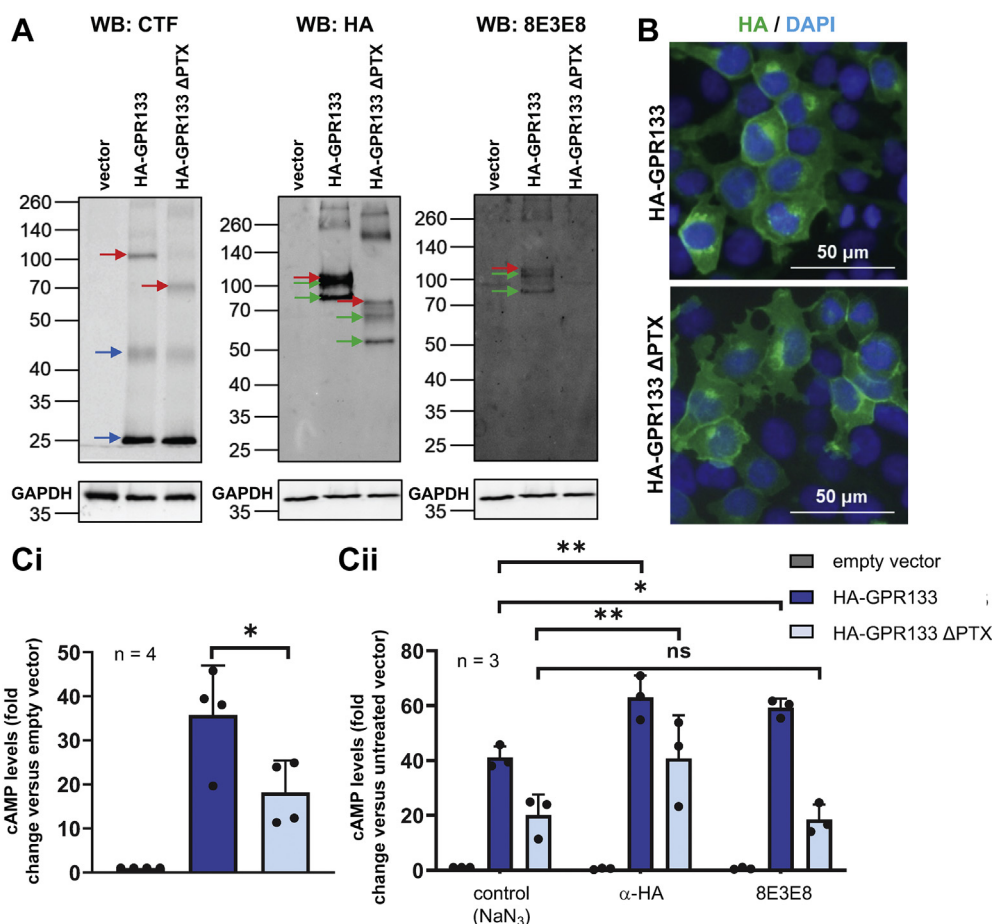 A
WB: CTF
WB: HA
WB: 8E3E8
vector
HA-GPR133
HA-GPR133 ΔPTX
vector
HA-GPR133
HA-GPR133 ΔPTX
vector
HA-GPR133
HA-GPR133 ΔPTX
260
140
100
70
50
40
35
25
260
140
100
70
50
40
35
25
260
140
100
70
50
40
35
25
GAPDH
35
GAPDH
35
GAPDH
35
B
HA / DAPI
HA-GPR133
50 µm
HA-GPR133 ΔPTX
50 µm
Ci
cAMP levels (fold
change versus empty vector)
50
40
30
20
10
0
n = 4
*
Cii
cAMP levels (fold
change versus untreated vector)
80
60
40
20
0
n = 3
**
*
**
ns
control
(NaN₃)
α-HA
8E3E8
empty vector
HA-GPR133
;
HA-GPR133 ΔPTX